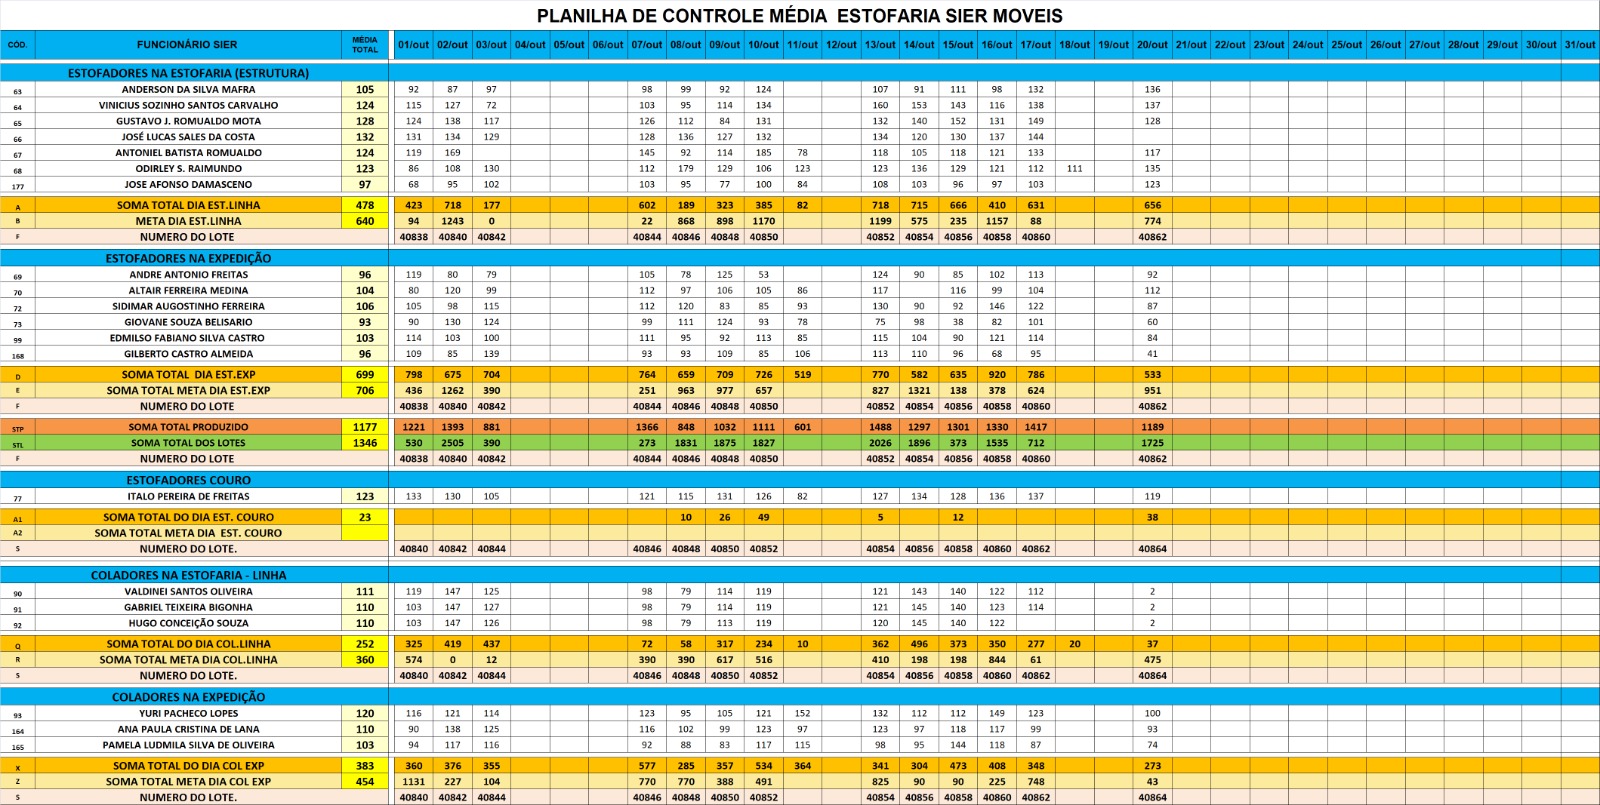 PLANILHA DE CONTROLE MÉDIA ESTOFARIA SIER MOVEIS
CÓD. FUNCIONÁRIO SIER MÉDIA TOTAL 01/out 02/out 03/out 04/out 05/out 06/out 07/out 08/out 09/out 10/out 11/out 12/out 13/out 14/out 15/out 16/out 17/out 18/out 19/out 20/out 21/out 22/out 23/out 24/out 25/out 26/out 27/out 28/out 29/out 30/out 31/out
ESTOFADORES NA ESTOFARIA (ESTRUTURA)
63 ANDERSON DA SILVA MAFRA 105 92 87 97 98 99 92 124 107 91 111 98 132 136
64 VINICIUS SOZINHO SANTOS CARVALHO 124 115 127 72 103 95 114 134 160 153 143 116 138 137
65 GUSTAVO J. ROMUALDO MOTA 128 124 138 117 126 112 84 131 132 140 152 131 149 128
66 JOSÉ LUCAS SALES DA COSTA 132 131 134 129 128 136 127 132 134 120 130 137 144
67 ANTONIEL BATISTA ROMUALDO 124 119 169 145 92 114 185 78 118 105 118 121 133 117
68 ODIRLEY S. RAIMUNDO 123 86 108 130 112 179 129 106 123 123 136 129 121 112 111 135
177 JOSE AFONSO DAMASCENO 97 68 95 102 103 95 77 100 84 108 103 96 97 103 123
A SOMA TOTAL DIA EST.LINHA 478 423 718 177 602 189 323 385 82 718 715 666 410 631 656
B META DIA EST.LINHA 640 94 1243 0 22 868 898 1170 1199 575 235 1157 88 774
F NUMERO DO LOTE 40838 40840 40842 40844 40846 40848 40850 40852 40854 40856 40858 40860 40862
ESTOFADORES NA EXPEDIÇÃO
69 ANDRE ANTONIO FREITAS 96 119 80 79 105 78 125 53 124 90 85 102 113 92
70 ALTAIR FERREIRA MEDINA 104 80 120 99 112 97 106 105 86 117 116 99 104 112
72 SIDIMAR AUGOSTINHO FERREIRA 106 105 98 115 112 120 83 85 93 130 90 92 146 122 87
73 GIOVANE SOUZA BELISARIO 93 90 130 124 99 111 124 93 78 75 98 38 82 101 60
99 EDMILSO FABIANO SILVA CASTRO 103 114 103 100 111 95 92 113 85 115 104 90 121 114 84
168 GILBERTO CASTRO ALMEIDA 96 109 85 139 93 93 109 85 106 113 110 96 68 95 41
D SOMA TOTAL DIA EST.EXP 699 798 675 704 764 659 709 726 519 770 582 635 920 786 533
E SOMA TOTAL META DIA EST.EXP 706 436 1262 390 251 963 977 657 827 1321 138 378 624 951
F NUMERO DO LOTE 40838 40840 40842 40844 40846 40848 40850 40852 40854 40856 40858 40860 40862
STP SOMA TOTAL PRODUZIDO 1177 1221 1393 881 1366 848 1032 1111 601 1488 1297 1301 1330 1417 1189
STL SOMA TOTAL DOS LOTES 1346 530 2505 390 273 1831 1875 1827 2026 1896 373 1535 712 1725
F NUMERO DO LOTE 40838 40840 40842 40844 40846 40848 40850 40852 40854 40856 40858 40860 40862
ESTOFADORES COURO
77 ITALO PEREIRA DE FREITAS 123 133 130 105 121 115 131 126 82 127 134 128 136 137 119
A1 SOMA TOTAL DO DIA EST. COURO 23 10 26 49 5 12 38
A2 SOMA TOTAL META DIA EST. COURO
S NUMERO DO LOTE. 40840 40842 40844 40846 40848 40850 40852 40854 40856 40858 40860 40862 40864
COLADORES NA ESTOFARIA - LINHA
90 VALDINEI SANTOS OLIVEIRA 111 119 147 125 98 79 114 119 121 143 140 122 112 2
91 GABRIEL TEIXEIRA BIGONHA 110 103 147 127 98 79 114 119 121 145 140 123 114 2
92 HUGO CONCEIÇÃO SOUZA 110 103 147 126 98 79 113 119 120 145 140 122 2
Q SOMA TOTAL DO DIA COL.LINHA 252 325 419 437 72 58 317 234 10 362 496 373 350 277 20 37
R SOMA TOTAL META DIA COL.LINHA 360 574 0 12 390 390 617 516 410 198 198 844 61 475
S NUMERO DO LOTE. 40840 40842 40844 40846 40848 40850 40852 40854 40856 40858 40860 40862 40864
COLADORES NA EXPEDIÇÃO
93 YURI PACHECO LOPES 120 116 121 114 123 95 105 121 152 132 112 112 149 123 100
164 ANA PAULA CRISTINA DE LANA 110 90 138 125 116 102 99 123 97 123 97 118 117 99 93
165 PAMELA LUDMILA SILVA DE OLIVEIRA 103 94 117 116 92 88 83 117 115 98 95 144 118 87 74
X SOMA TOTAL DO DIA COL EXP 383 360 376 355 577 285 357 534 364 341 304 473 408 348 273
Z SOMA TOTAL META DIA COL EXP 454 1131 227 104 770 770 388 491 825 90 90 225 748 43
S NUMERO DO LOTE. 40840 40842 40844 40846 40848 40850 40852 40854 40856 40858 40860 40862 40864